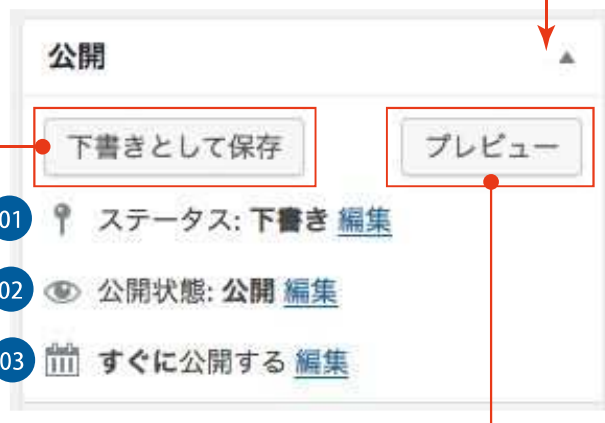 公開
下書きとして保存 プレビュー
01 ステータス: 下書き 編集
02 公開状態: 公開 編集
03 すぐに公開する 編集